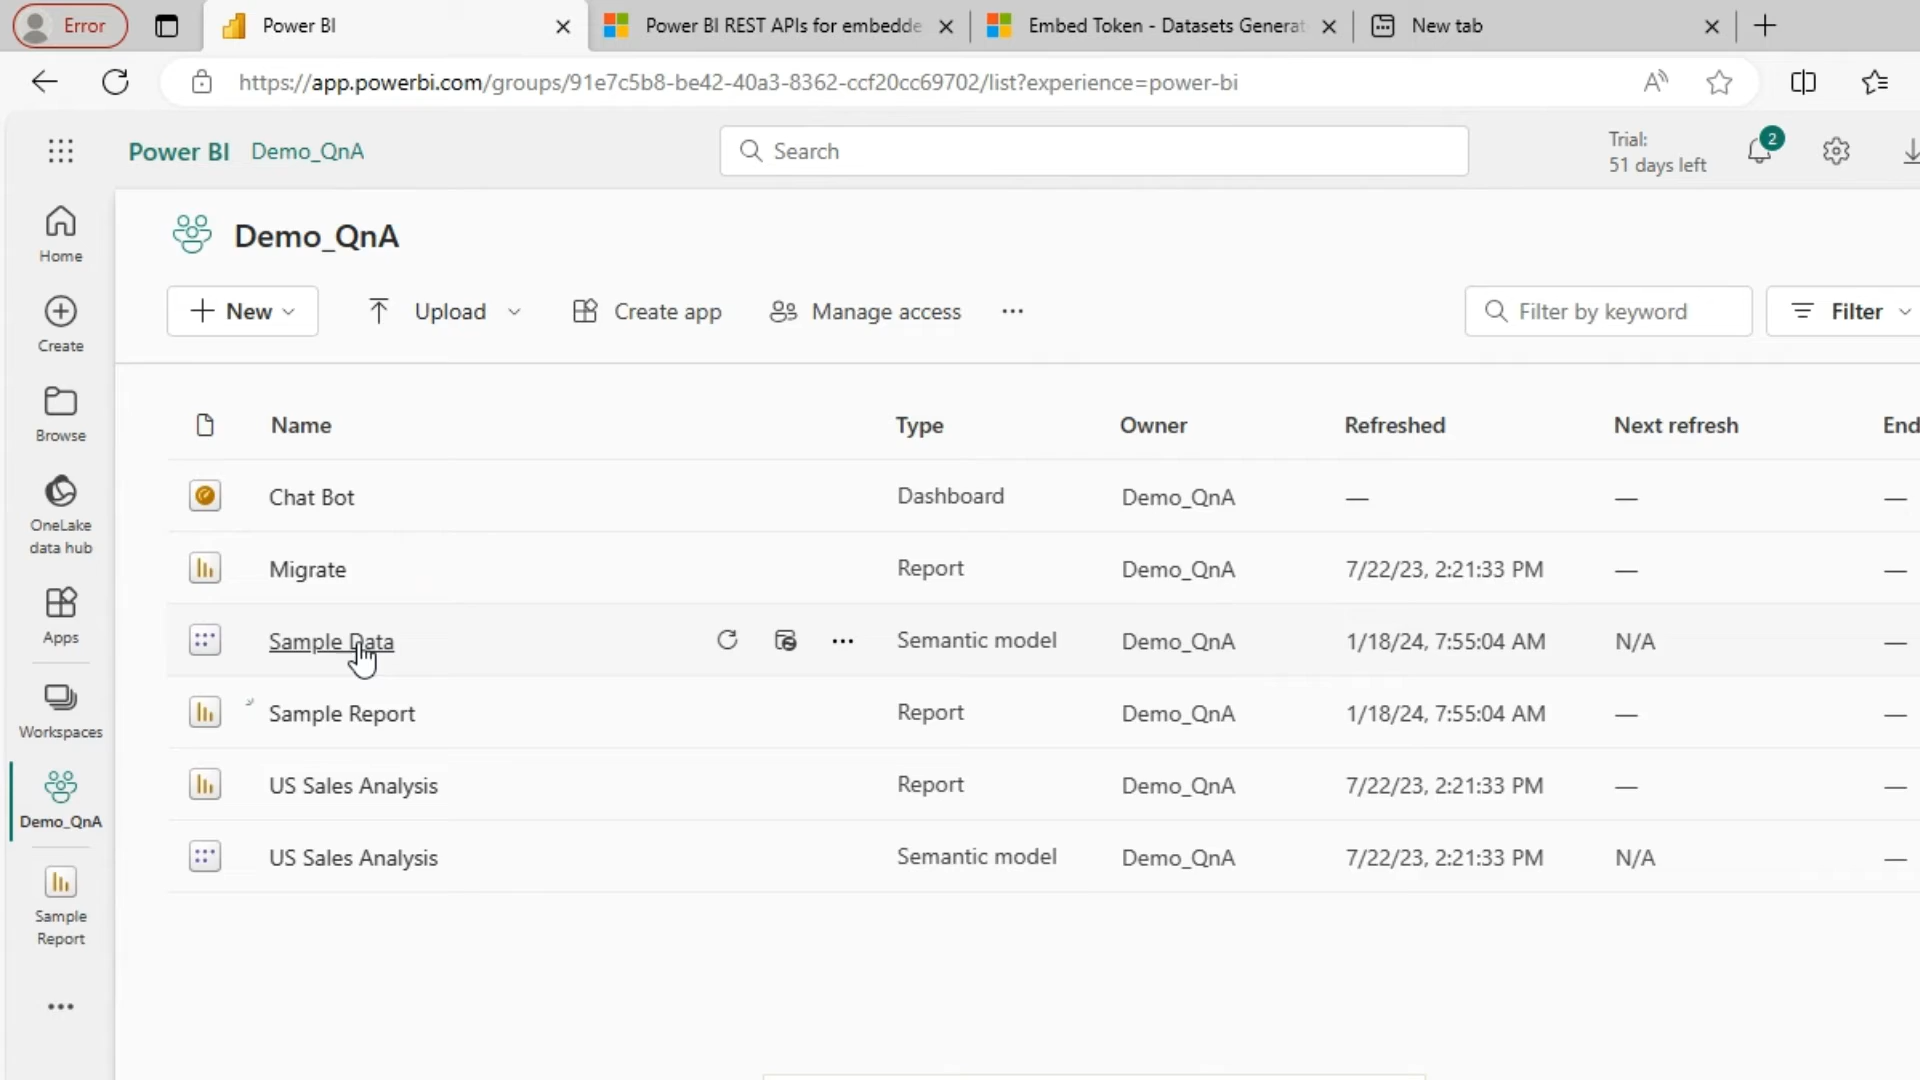 Error
Power BI
Power BI REST APIs for embedde
Embed Token - Datasets Generat
New tab
https://app.powerbi.com/groups/91e7c5b8-be42-40a3-8362-ccf20cc69702/list?experience=power-bi
Power BI Demo_QnA
Search
Trial:
51 days left
2
Home
Create
Browse
OneLake
data hub
Apps
Workspaces
Demo_QnA
Sample
Report
Demo_QnA
New Upload Create app Manage access
Filter by keyword
Filter
Name Type Owner Refreshed Next refresh End
Chat Bot Dashboard Demo_QnA — — —
Migrate Report Demo_QnA 7/22/23, 2:21:33 PM — —
Sample Data Semantic model Demo_QnA 1/18/24, 7:55:04 AM N/A —
Sample Report Report Demo_QnA 1/18/24, 7:55:04 AM — —
US Sales Analysis Report Demo_QnA 7/22/23, 2:21:33 PM — —
US Sales Analysis Semantic model Demo_QnA 7/22/23, 2:21:33 PM N/A —